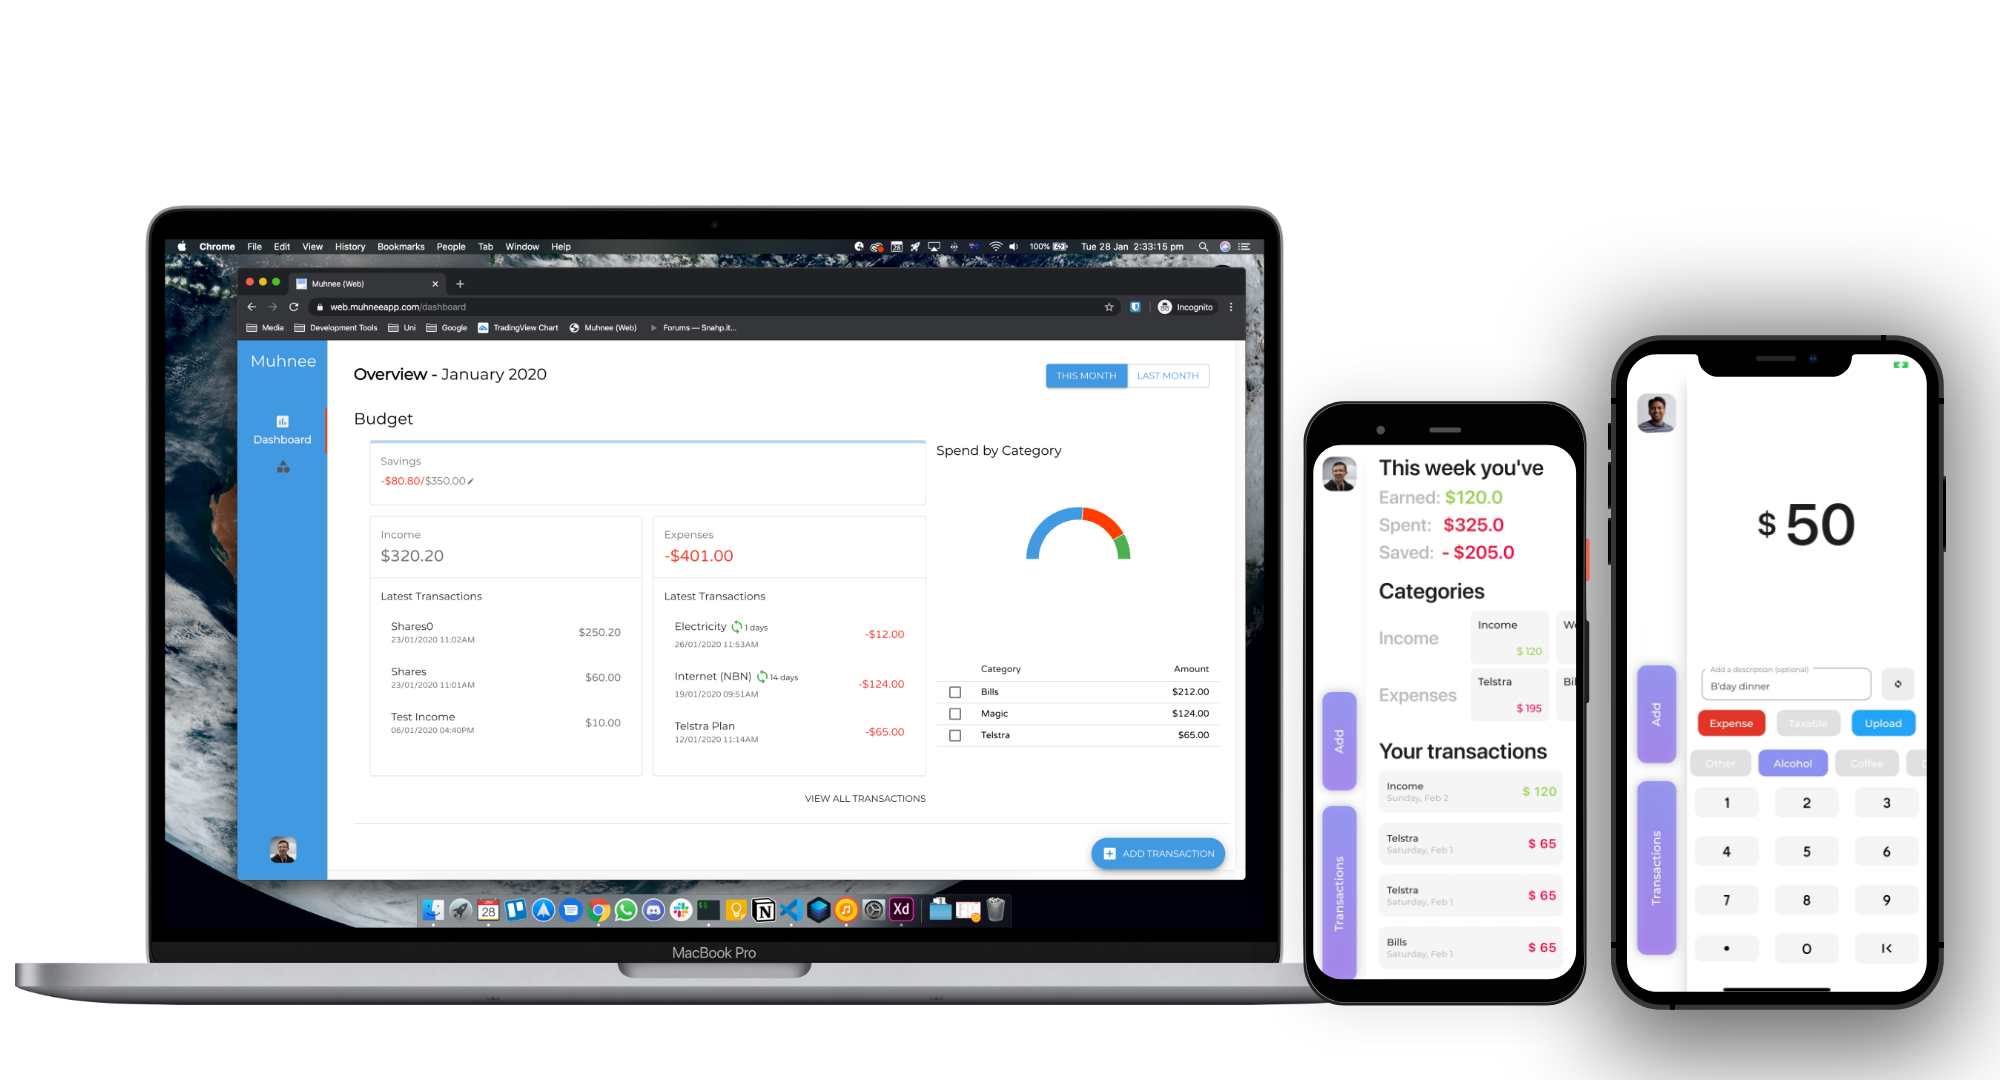 Chrome File Edit View History Bookmarks People Tab Window Help
28 100% Tue 28 Jan 2:33:15 pm
Muhnee (Web)
web.muhneeapp.com/dashboard
Incognito
Media Development Tools Uni Google TradingView Chart Muhnee (Web) Forums — Snahp.it...
Muhnee
Dashboard
Overview - January 2020
THIS MONTH LAST MONTH
Budget
Savings
-$80.80/$350.00
Income
$320.20
Latest Transactions
Shares0
23/01/2020 11:02AM
$250.20
Shares
23/01/2020 11:01AM
$60.00
Test Income
06/01/2020 04:40PM
$10.00
Expenses
-$401.00
Latest Transactions
Electricity 1 days
26/01/2020 11:53AM
-$12.00
Internet (NBN) 14 days
19/01/2020 09:51AM
-$124.00
Telstra Plan
12/01/2020 11:14AM
-$65.00
VIEW ALL TRANSACTIONS
Spend by Category
Category Amount
Bills $212.00
Magic $124.00
Telstra $65.00
ADD TRANSACTION
28
N
Xd
MacBook Pro
This week you've
Earned: $120.0
Spent: $325.0
Saved: - $205.0
Categories
Income
Income
$ 120
Expenses
Telstra
$ 195
Your transactions
Income
Sunday, Feb 2
$ 120
Telstra
Saturday, Feb 1
$ 65
Telstra
Saturday, Feb 1
$ 65
Bills
Saturday, Feb 1
$ 65
Add
Transactions
$ 50
Add a description (optional)
B'day dinner
Expense Taxable Upload
Other Alcohol Coffee D
1 2 3
4 5 6
7 8 9
• 0
Add
Transactions